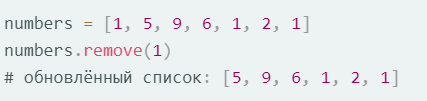 numbers = [1, 5, 9, 6, 1, 2, 1]
numbers.remove(1)
# обновлённый список: [5, 9, 6, 1, 2, 1]